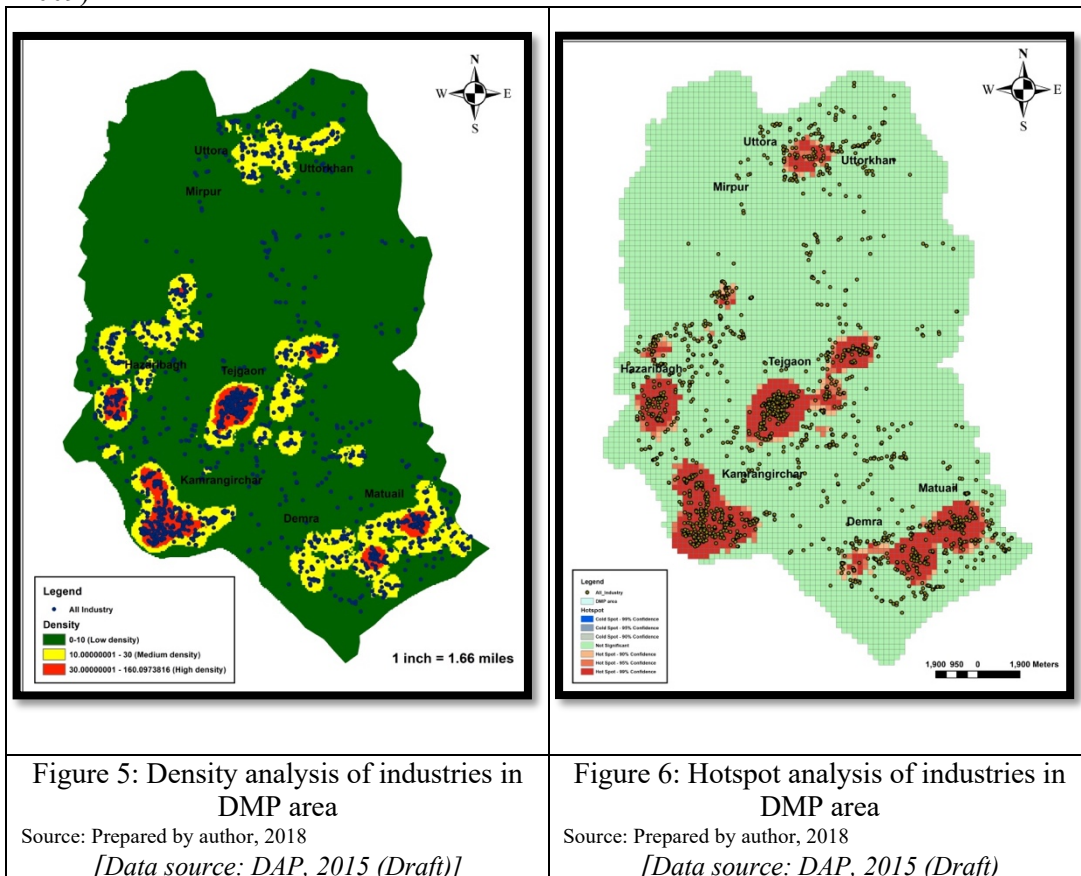 N
W E
S
Uttora
Uttorkhan
Mirpur
Hazaribagh
Tejgaon
Kamrangirchar
Matuail
Demra
Legend
All Industry
Density
0-10 (Low density)
10.00000001 - 30 (Medium density)
30.00000001 - 160.0973816 (High density)
1 inch = 1.66 miles
N
W E
S
Uttora
Uttorkhan
Mirpur
Tejgaon
Hazaribagh
Kamrangirchar
Matuail
Demra
Legend
All_Industry
DMP area
Hotspot
Cold Spot - 99% Confidence
Cold Spot - 95% Confidence
Cold Spot - 90% Confidence
Not Significant
Hot Spot - 90% Confidence
Hot Spot - 95% Confidence
Hot Spot - 99% Confidence
1,900 950 0 1,900 Meters
Figure 5: Density analysis of industries in
DMP area
Source: Prepared by author, 2018
[Data source: DAP, 2015 (Draft)]
Figure 6: Hotspot analysis of industries in
DMP area
Source: Prepared by author, 2018
[Data source: DAP, 2015 (Draft)